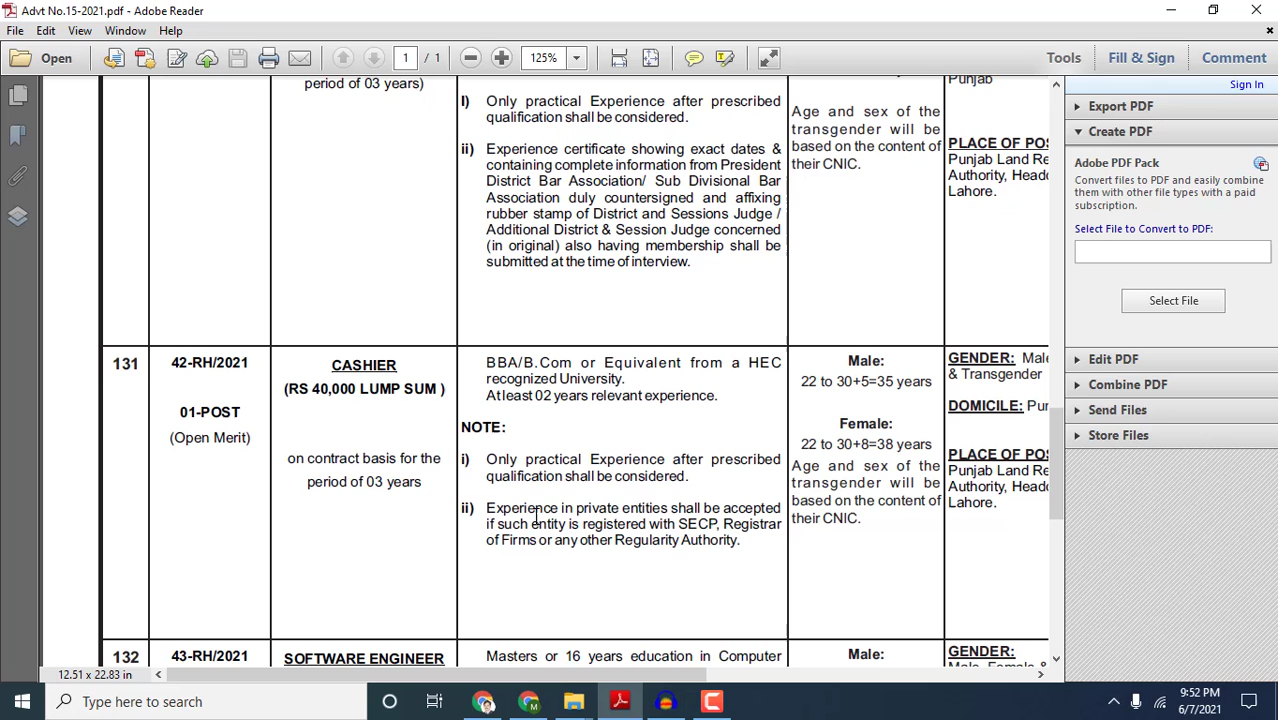 Advt No.15-2021.pdf - Adobe Reader
File Edit View Window Help
Open
1 / 1
125%
Tools
Fill & Sign
Comment
Sign In
Export PDF
Create PDF
Adobe PDF Pack
Convert files to PDF and easily combine
them with other file types with a paid
subscription.
Select File to Convert to PDF:
Select File
Edit PDF
Combine PDF
Send Files
Store Files
period of 03 years)
I) Only practical Experience after prescribed
qualification shall be considered.
ii) Experience certificate showing exact dates &
containing complete information from President
District Bar Association/ Sub Divisional Bar
Association duly countersigned and affixing
rubber stamp of District and Sessions Judge /
Additional District & Session Judge concerned
(in original) also having membership shall be
submitted at the time of interview.
Age and sex of the
transgender will be
based on the content of
their CNIC.
Punjab
PLACE OF POS
Punjab Land Re
Authority, Head
Lahore.
131
42-RH/2021
01-POST
(Open Merit)
CASHIER
(RS 40,000 LUMP SUM )
on contract basis for the
period of 03 years
BBA/B.Com or Equivalent from a HEC
recognized University.
At least 02 years relevant experience.
NOTE:
i) Only practical Experience after prescribed
qualification shall be considered.
ii) Experience in private entities shall be accepted
if such entity is registered with SECP, Registrar
of Firms or any other Regularity Authority.
Male:
22 to 30+5=35 years
Female:
22 to 30+8=38 years
Age and sex of the
transgender will be
based on the content of
their CNIC.
GENDER: Male
& Transgender
DOMICILE: Pun
PLACE OF POS
Punjab Land Re
Authority, Head
Lahore.
132
43-RH/2021
SOFTWARE ENGINEER
Masters or 16 years education in Computer
Male:
GENDER:
12.51 x 22.83 in
Type here to search
9:52 PM
6/7/2021